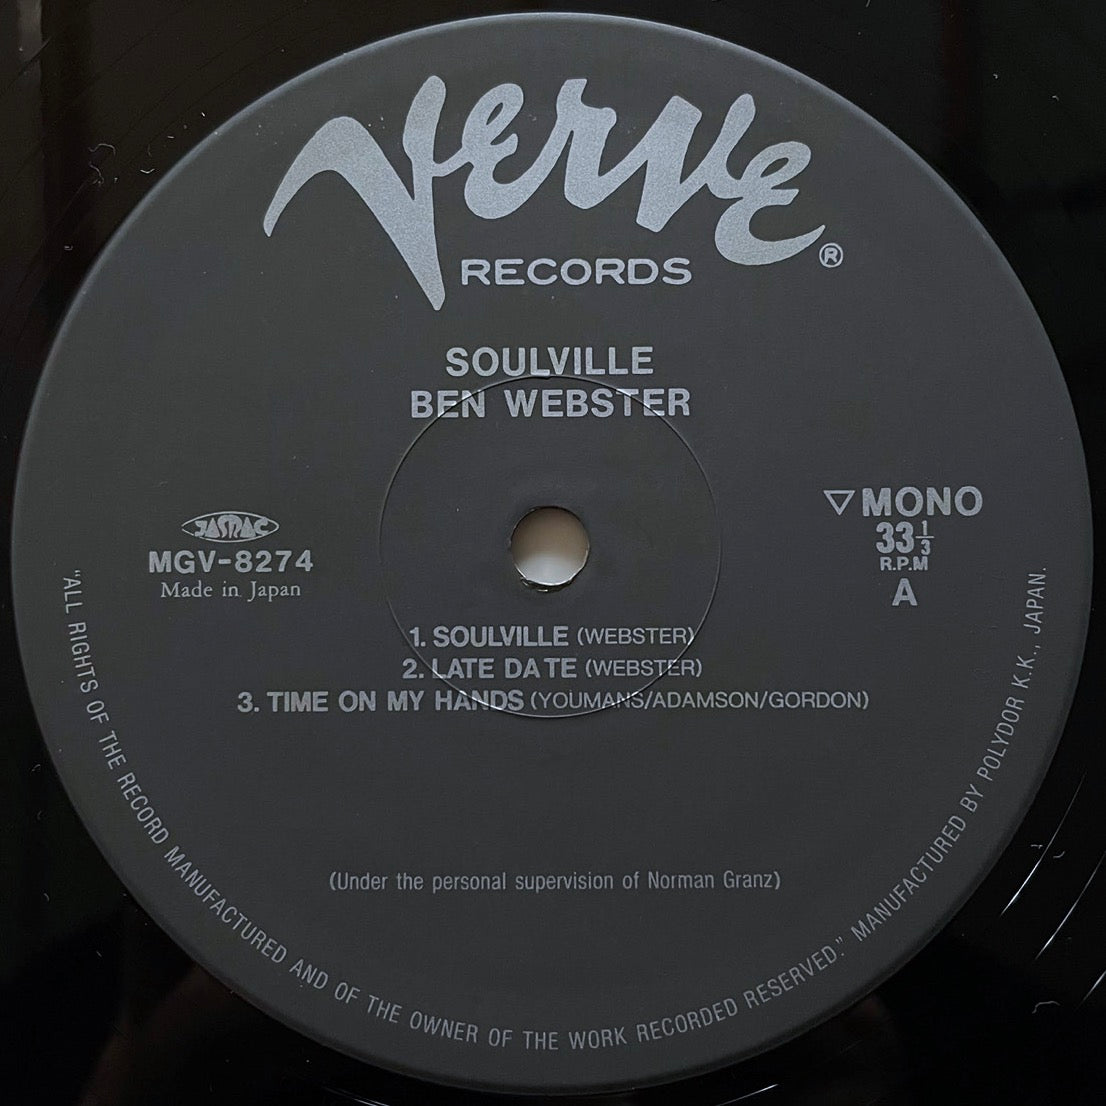 Verve ®
RECORDS
SOULVILLE
BEN WEBSTER
JASRAC
MGV-8274
Made in Japan
▽MONO
33 1/3
R.P.M
A
1. SOULVILLE (WEBSTER)
2. LATE DATE (WEBSTER)
3. TIME ON MY HANDS (YOUMANS/ADAMSON/GORDON)
(Under the personal supervision of Norman Granz)
"ALL RIGHTS OF THE RECORD MANUFACTURED AND OF THE OWNER OF THE WORK RECORDED RESERVED." MANUFACTURED BY POLYDOR K.K., JAPAN.